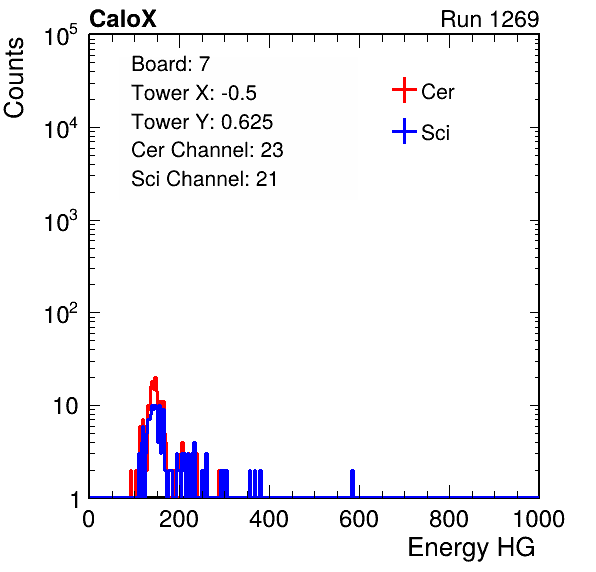 CaloX Run 1269
Counts
Board: 7
Tower X: -0.5
Tower Y: 0.625
Cer Channel: 23
Sci Channel: 21
Cer
Sci
10^5
10^4
10^3
10^2
10
1
0 200 400 600 800 1000
Energy HG